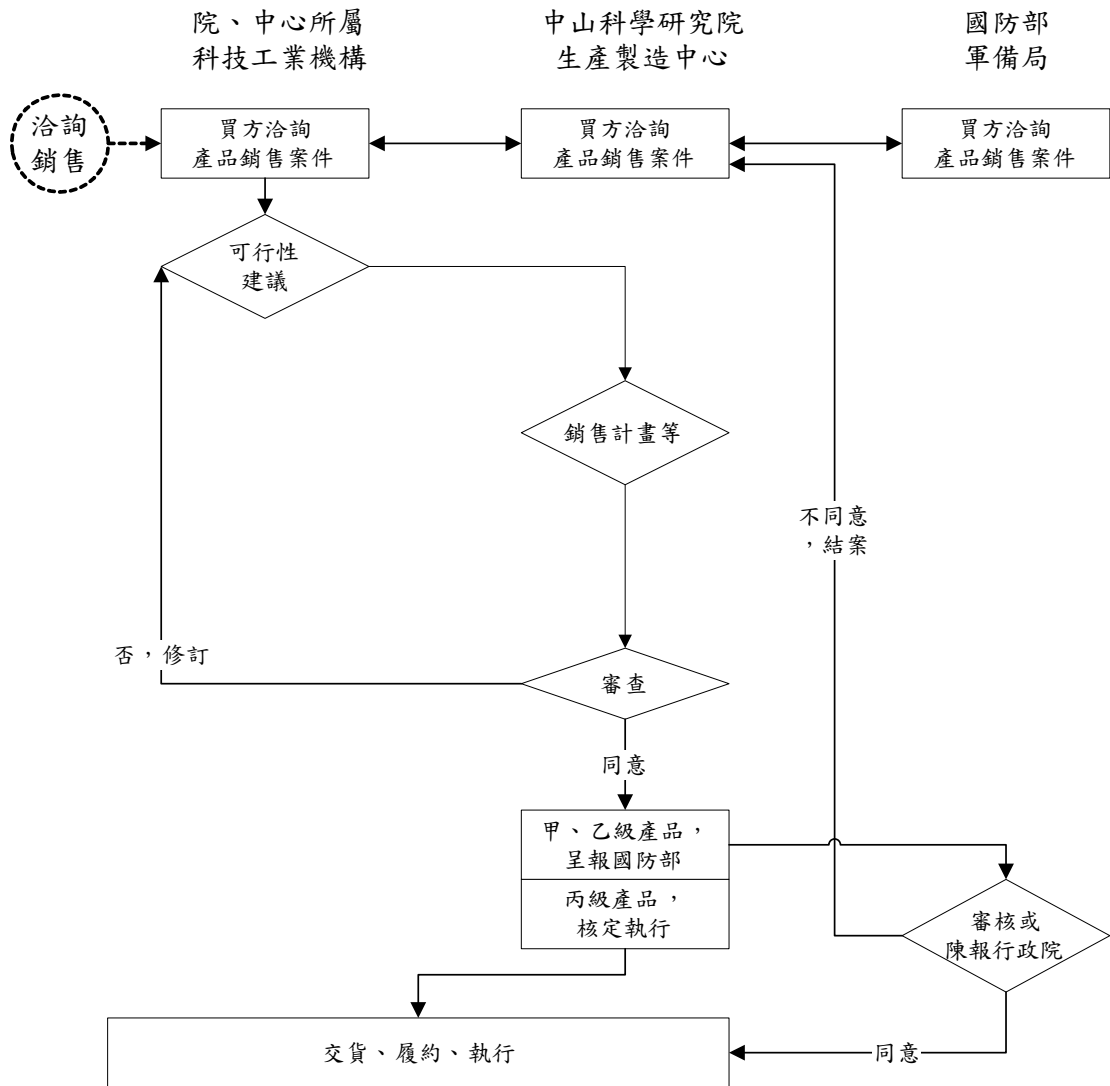 院、中心所屬
科技工業機構
中山科學研究院
生產製造中心
國防部
軍備局
洽詢
銷售
買方洽詢
產品銷售案件
買方洽詢
產品銷售案件
買方洽詢
產品銷售案件
可行性
建議
銷售計畫等
不同意
，結案
否，修訂
審查
同意
甲、乙級產品，
呈報國防部
丙級產品，
核定執行
審核或
陳報行政院
交貨、履約、執行
同意